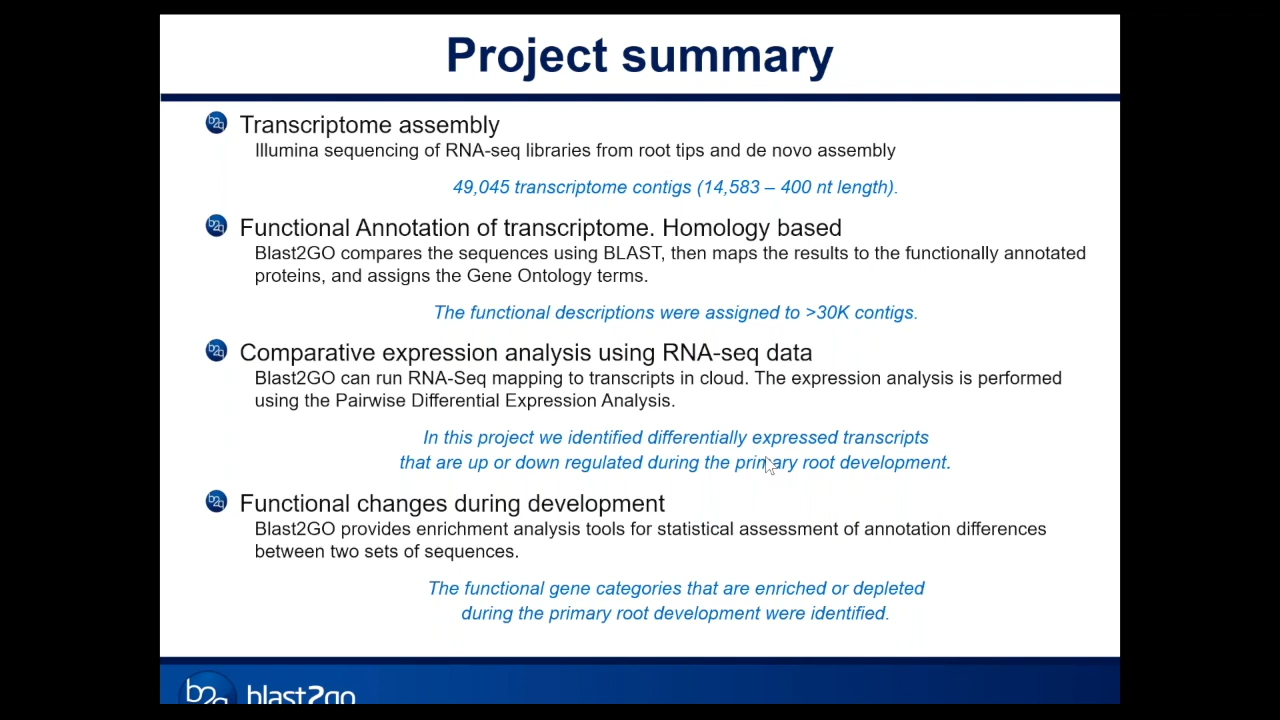 Project summary
b2g
Transcriptome assembly
Illumina sequencing of RNA-seq libraries from root tips and de novo assembly
49,045 transcriptome contigs (14,583 – 400 nt length).
b2g
Functional Annotation of transcriptome. Homology based
Blast2GO compares the sequences using BLAST, then maps the results to the functionally annotated
proteins, and assigns the Gene Ontology terms.
The functional descriptions were assigned to >30K contigs.
b2g
Comparative expression analysis using RNA-seq data
Blast2GO can run RNA-Seq mapping to transcripts in cloud. The expression analysis is performed
using the Pairwise Differential Expression Analysis.
In this project we identified differentially expressed transcripts
that are up or down regulated during the primary root development.
b2g
Functional changes during development
Blast2GO provides enrichment analysis tools for statistical assessment of annotation differences
between two sets of sequences.
The functional gene categories that are enriched or depleted
during the primary root development were identified.
b2g blast2go